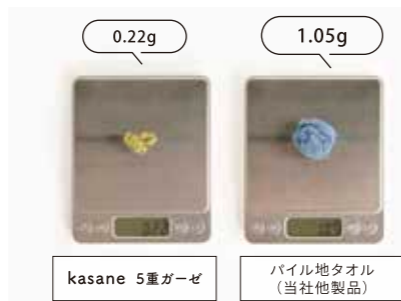 0.22g
1.05g
kasane 5重ガーゼ
パイル地タオル
（当社他製品）